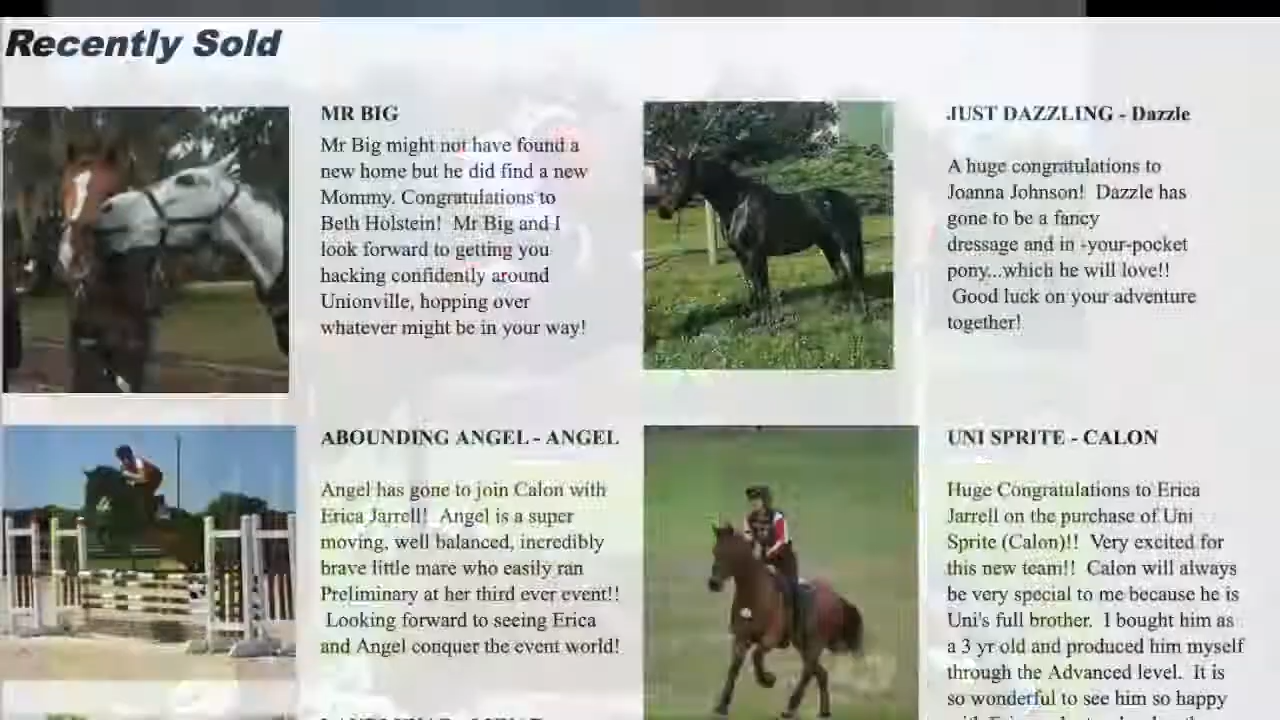 Recently Sold
MR BIG
Mr Big might not have found a
new home but he did find a new
Mommy. Congratulations to
Beth Holstein!  Mr Big and I
look forward to getting you
hacking confidently around
Unionville, hopping over
whatever might be in your way!
JUST DAZZLING - Dazzle
A huge congratulations to
Joanna Johnson!  Dazzle has
gone to be a fancy
dressage and in -your-pocket
pony...which he will love!!
Good luck on your adventure
together!
ABOUNDING ANGEL - ANGEL
Angel has gone to join Calon with
Erica Jarrell!  Angel is a super
moving, well balanced, incredibly
brave little mare who easily ran
Preliminary at her third ever event!!
Looking forward to seeing Erica
and Angel conquer the event world!
UNI SPRITE - CALON
Huge Congratulations to Erica
Jarrell on the purchase of Uni
Sprite (Calon)!!  Very excited for
this new team!!  Calon will always
be very special to me because he is
Uni's full brother.  I bought him as
a 3 yr old and produced him myself
through the Advanced level.  It is
so wonderful to see him so happy